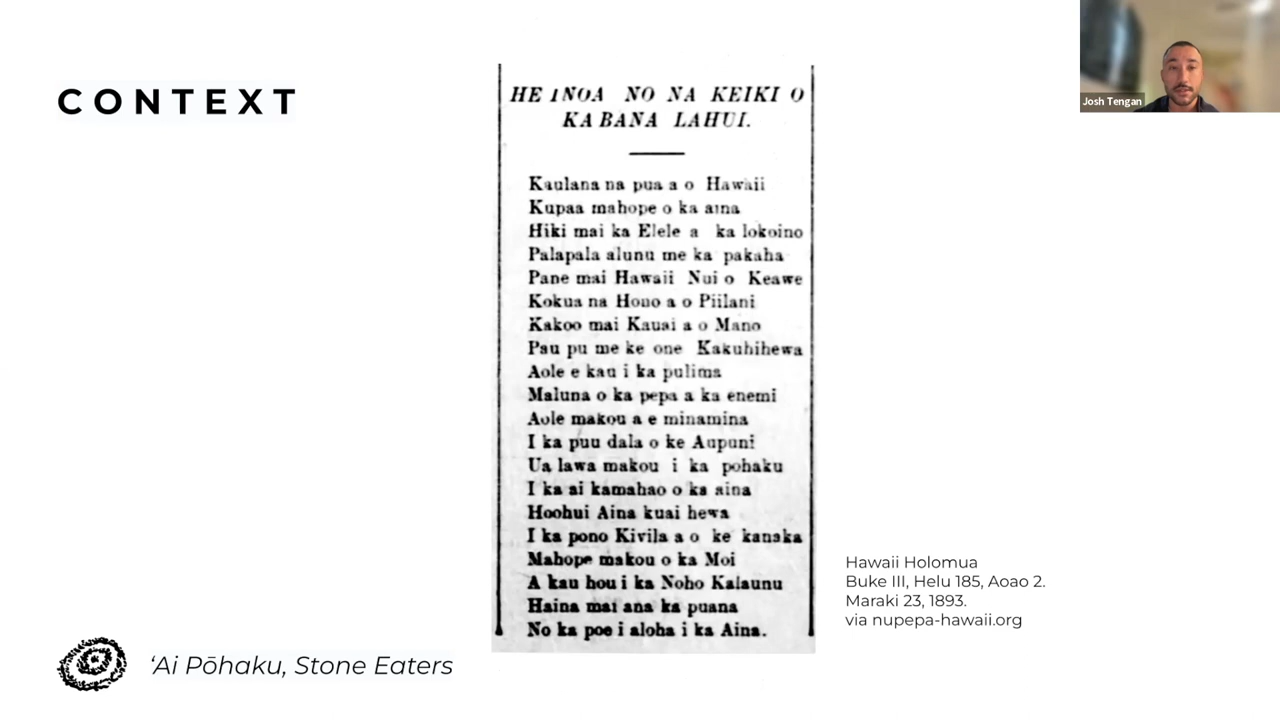 CONTEXT
HE INOA NO NA KEIKI O
KA BANA LAHUI.
Kaulana na pua a o Hawaii
Kupaa mahope o ka aina
Hiki mai ka Elele a ka lokoino
Palapala alunu me ka pakaha
Pane mai Hawaii Nui o Keawe
Kokua na Hono a o Piilani
Kakoo mai Kauai a o Mano
Pau pu me ke one Kakuhihewa
Aole e kau i ka pulima
Maluna o ka pepa a ka enemi
Aole makou a e minamina
I ka puu dala o ke Aupuni
Ua lawa makou i ka pohaku
I ka ai kamahao o ka aina
Hoohui Aina kuai hewa
I ka pono Kivila a o ke kanaka
Mahope makou o ka Moi
A kau hou i ka Noho Kalaunu
Haina mai ana ka puana
No ka poe i aloha i ka Aina.
Hawaii Holomua
Buke III, Helu 185, Aoao 2.
Maraki 23, 1893.
via nupepa-hawaii.org
ʻAi Pōhaku, Stone Eaters
Josh Tengan